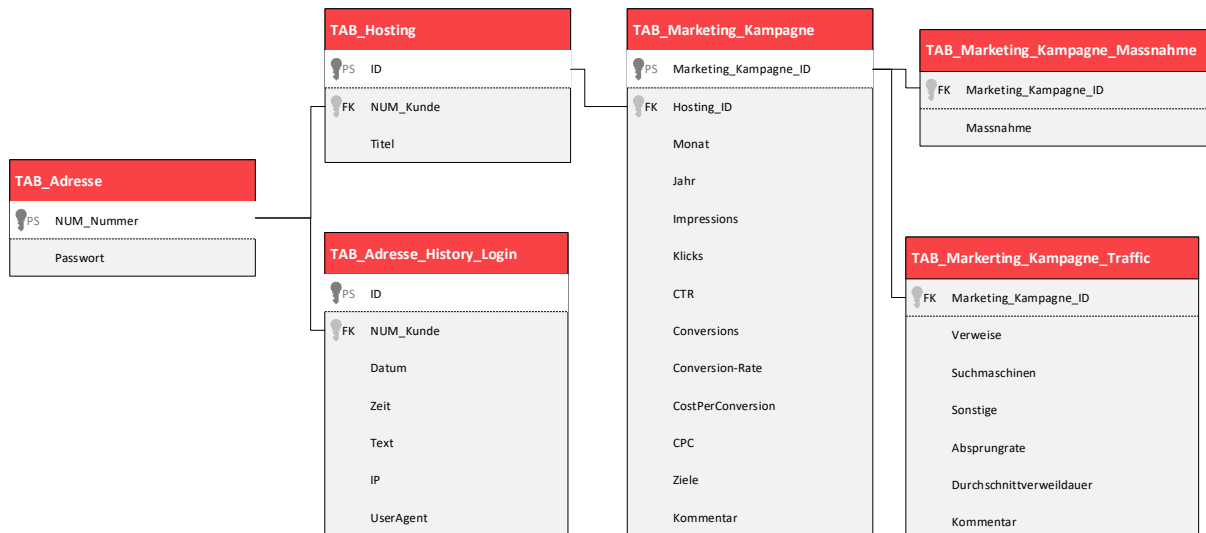 TAB_Adresse
PS NUM_Nummer
Passwort
TAB_Hosting
PS ID
FK NUM_Kunde
Titel
TAB_Adresse_History_Login
PS ID
FK NUM_Kunde
Datum
Zeit
Text
IP
UserAgent
TAB_Marketing_Kampagne
PS Marketing_Kampagne_ID
FK Hosting_ID
Monat
Jahr
Impressions
Klicks
CTR
Conversions
Conversion-Rate
CostPerConversion
CPC
Ziele
Kommentar
TAB_Marketing_Kampagne_Massnahme
FK Marketing_Kampagne_ID
Massnahme
TAB_Markerting_Kampagne_Traffic
FK Marketing_Kampagne_ID
Verweise
Suchmaschinen
Sonstige
Absprungrate
Durchschnittverweildauer
Kommentar